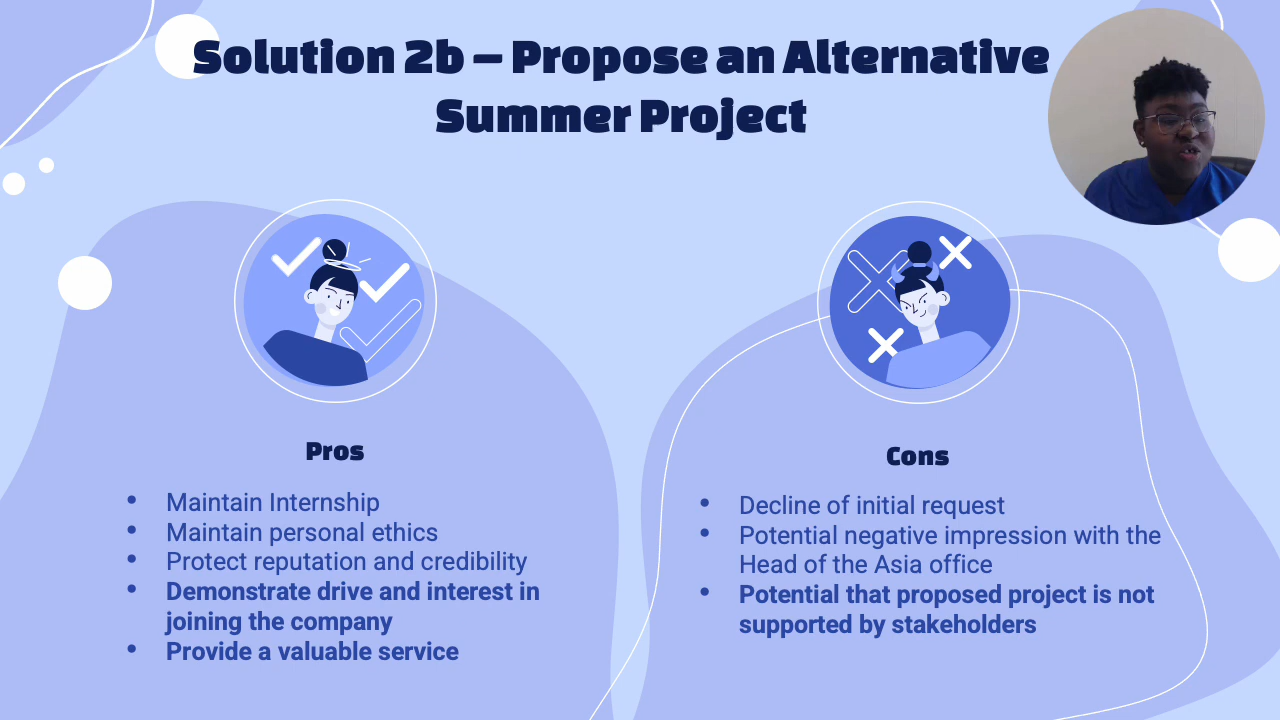 Solution 2b – Propose an Alternative
Summer Project
Pros
• Maintain Internship
• Maintain personal ethics
• Protect reputation and credibility
• Demonstrate drive and interest in
joining the company
• Provide a valuable service
Cons
• Decline of initial request
• Potential negative impression with the
Head of the Asia office
• Potential that proposed project is not
supported by stakeholders